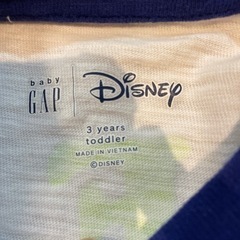 baby
GAP
Disney
3 years
toddler
MADE IN VIETNAM
©DISNEY